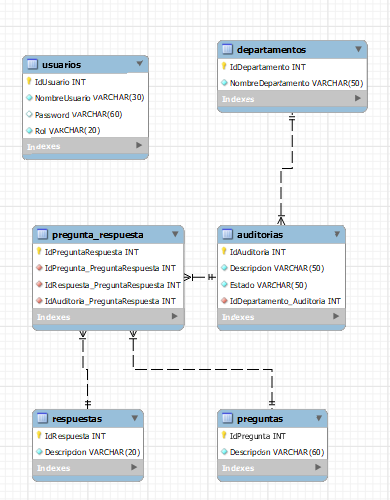 usuarios
IdUsuario INT
NombreUsuario VARCHAR(30)
Password VARCHAR(60)
Rol VARCHAR(20)
Indexes
departamentos
IdDepartamento INT
NombreDepartamento VARCHAR(50)
Indexes
pregunta_respuesta
IdPreguntaRespuesta INT
IdPregunta_PreguntaRespuesta INT
IdRespuesta_PreguntaRespuesta INT
IdAuditoria_PreguntaRespuesta INT
Indexes
auditorias
IdAuditoria INT
Descripcion VARCHAR(50)
Estado VARCHAR(50)
IdDepartamento_Auditoria INT
Indexes
respuestas
IdRespuesta INT
Descripcion VARCHAR(20)
Indexes
preguntas
IdPregunta INT
Descripcion VARCHAR(60)
Indexes